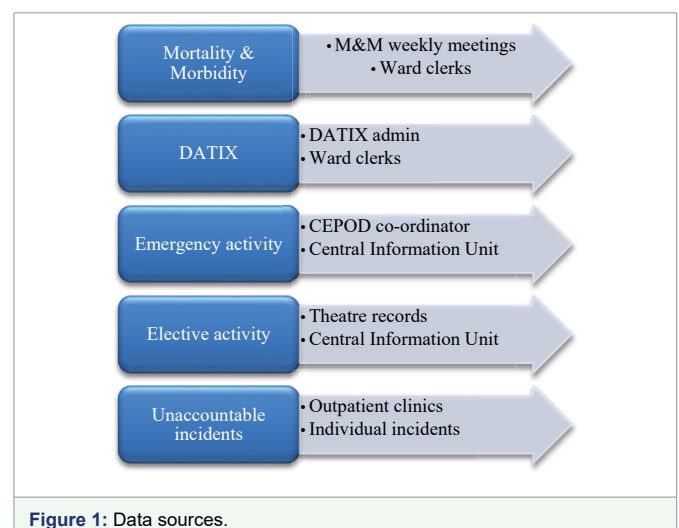 Mortality &
Morbidity
• M&M weekly meetings
• Ward clerks
DATIX
• DATIX admin
• Ward clerks
Emergency activity
• CEPOD co-ordinator
• Central Information Unit
Elective activity
• Theatre records
• Central Information Unit
Unaccountable
incidents
• Outpatient clinics
• Individual incidents
Figure 1: Data sources.